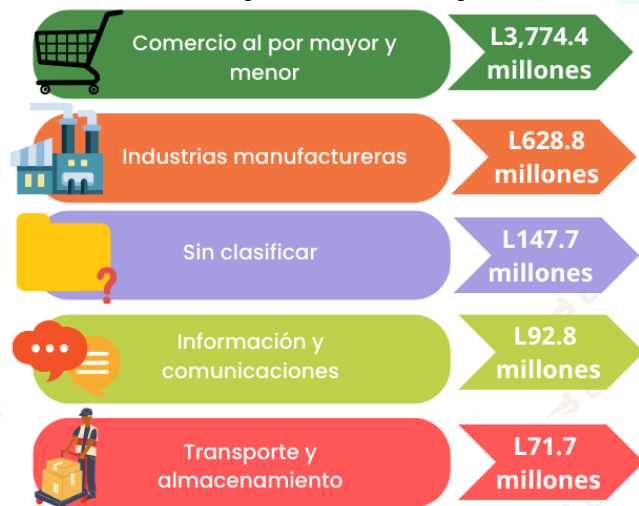 Comercio al por mayor y
menor
L3,774.4
millones
Industrias manufactureras
L628.8
millones
Sin clasificar
?
L147.7
millones
Información y
comunicaciones
L92.8
millones
Transporte y
almacenamiento
L71.7
millones